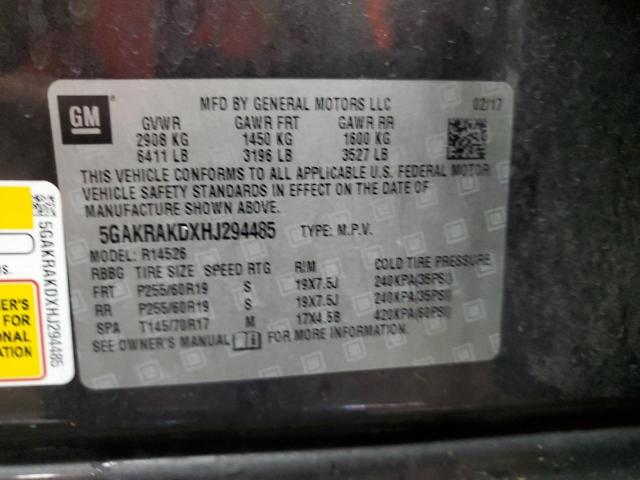 GM
MFD BY GENERAL MOTORS LLC 02/17
GVWR GAWR FRT GAWR RR
2908 KG 1450 KG 1600 KG
6411 LB 3196 LB 3527 LB
THIS VEHICLE CONFORMS TO ALL APPLICABLE U.S. FEDERAL MOTOR
VEHICLE SAFETY STANDARDS IN EFFECT ON THE DATE OF
MANUFACTURE SHOWN ABOVE.
5GAKRAKDXHJ294485 TYPE: M.P.V.
MODEL: R14526
RBBG TIRE SIZE SPEED RTG RIM COLD TIRE PRESSURE
FRT P255/60R19 S 19X7.5J 240KPA(35PSI)
RR P255/60R19 S 19X7.5J 240KPA(35PSI)
SPA T145/70R17 M 17X4.5B 420KPA(60PSI)
SEE OWNER'S MANUAL FOR MORE INFORMATION.
5GAKRAKDXHJ294485